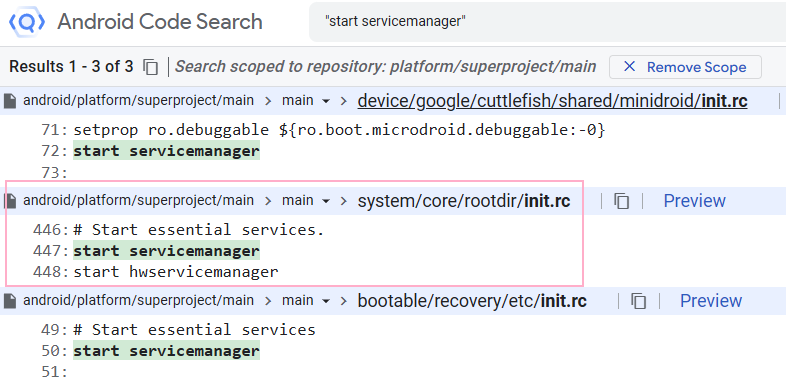 Android Code Search "start servicemanager"
Results 1 - 3 of 3 Search scoped to repository: platform/superproject/main Remove Scope
android/platform/superproject/main > main > device/google/cuttlefish/shared/minidroid/init.rc
71: setprop ro.debuggable ${ro.boot.microdroid.debuggable:-0}
72: start servicemanager
73:
android/platform/superproject/main > main > system/core/rootdir/init.rc Preview
446: # Start essential services.
447: start servicemanager
448: start hwservicemanager
android/platform/superproject/main > main > bootable/recovery/etc/init.rc Preview
49: # Start essential services
50: start servicemanager
51: